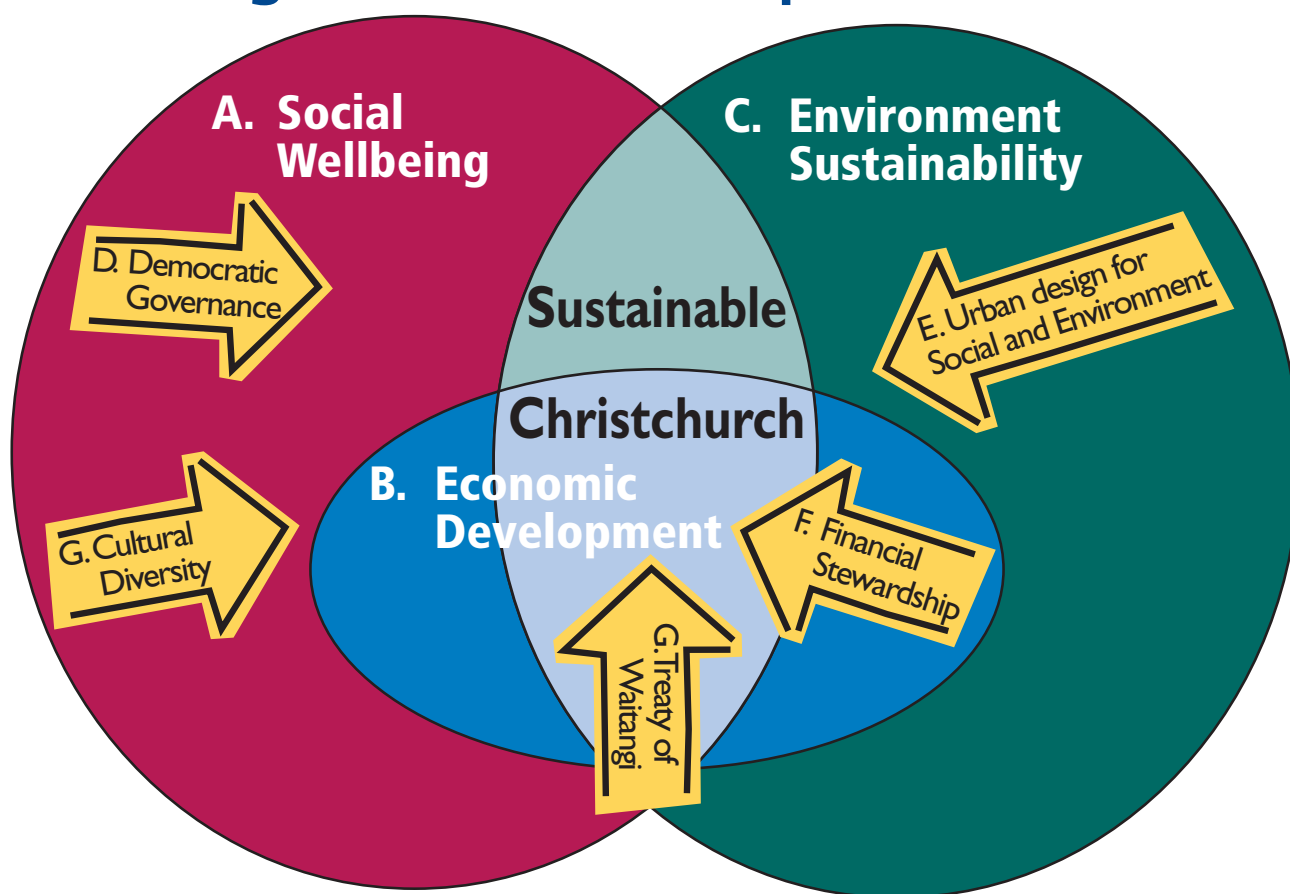 A. Social
Wellbeing
C. Environment
Sustainability
D. Democratic
Governance
E. Urban design for
Social and Environment
Sustainable
Christchurch
B. Economic
Development
G. Cultural
Diversity
F. Financial
Stewardship
G. Treaty of
Waitangi